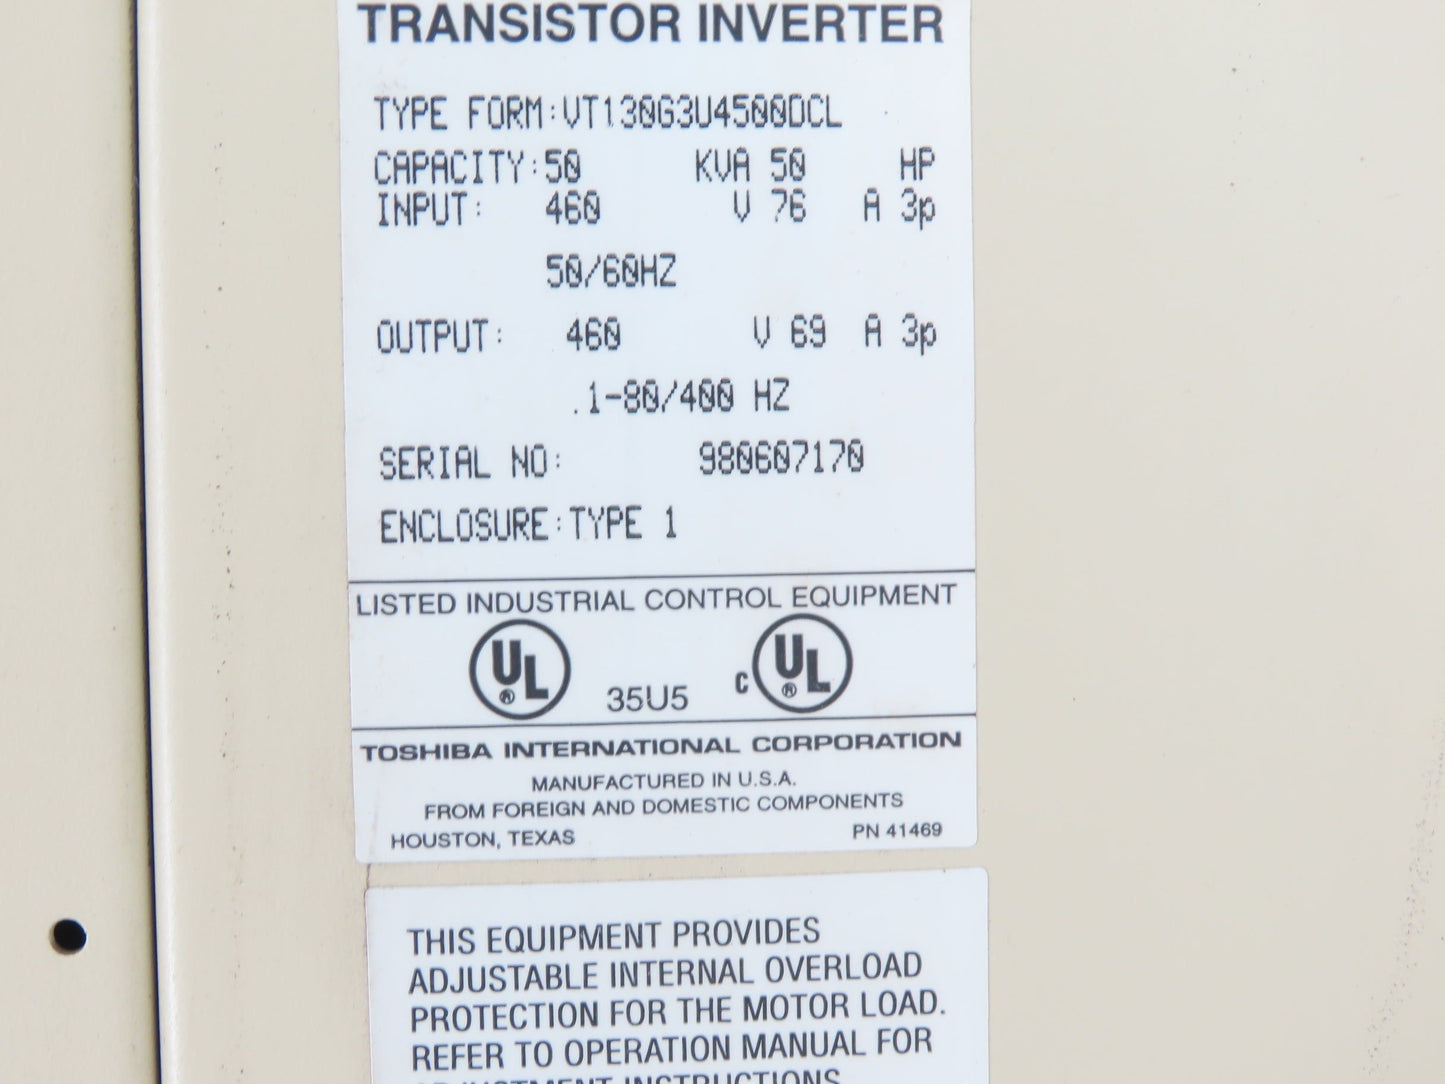 TRANSISTOR INVERTER
TYPE FORM:VT130G3U4500DCL
CAPACITY:50 KVA 50 HP
INPUT: 460 V 76 A 3p
50/60HZ
OUTPUT: 460 V 69 A 3p
.1-80/400 HZ
SERIAL NO: 980607170
ENCLOSURE:TYPE 1
LISTED INDUSTRIAL CONTROL EQUIPMENT
UL® 35U5 C UL®
TOSHIBA INTERNATIONAL CORPORATION
MANUFACTURED IN U.S.A.
FROM FOREIGN AND DOMESTIC COMPONENTS
HOUSTON, TEXAS PN 41469
THIS EQUIPMENT PROVIDES
ADJUSTABLE INTERNAL OVERLOAD
PROTECTION FOR THE MOTOR LOAD.
REFER TO OPERATION MANUAL FOR
ADJUSTMENT INSTRUCTIONS